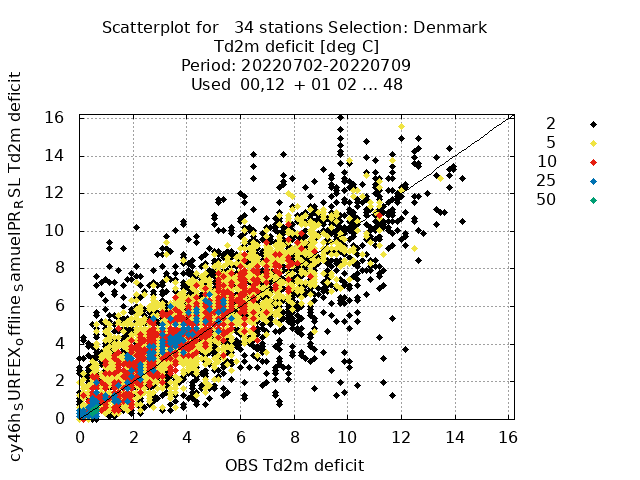 Scatterplot for   34 stations Selection: Denmark
Td2m deficit [deg C]
Period: 20220702-20220709
Used  00,12  + 01 02 ... 48
cy46h_SURFEX_offline_samuelPR_RSL Td2m deficit
16
14
12
10
8
6
4
2
0
0 2 4 6 8 10 12 14 16
OBS Td2m deficit
2
5
10
25
50